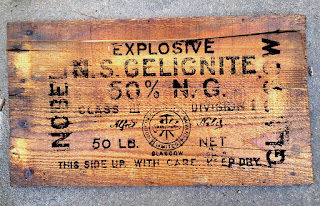 EXPLOSIVE
N.S. GELIGNITE
50% N.G.
CLASS III DIVISION 1
50 LB. NET
GLASGOW
THIS SIDE UP. WITH CARE. KEEP DRY.
NOBEL